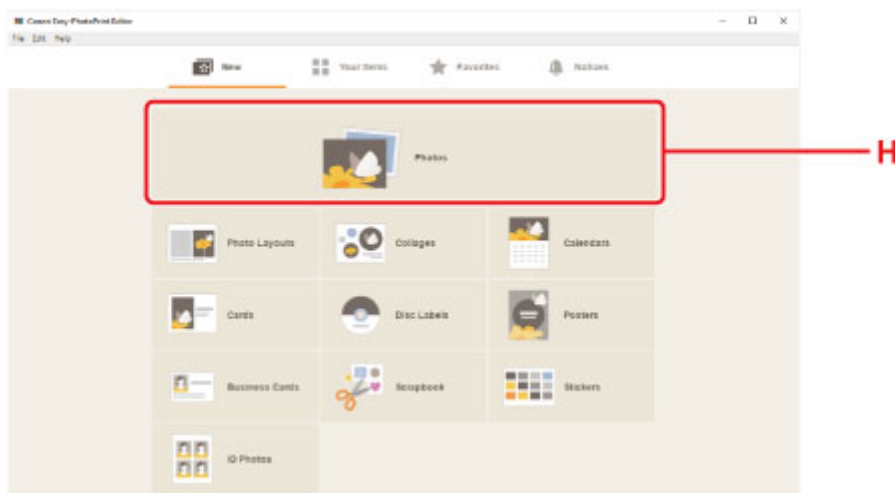 Canon Easy-PhotoPrint Editor
File Edit Help
New Your Items Favorites Notices
Photos
H
Photo Layouts Collages Calendars
Cards Disc Labels Posters
Business Cards Scrapbook Stickers
ID Photos